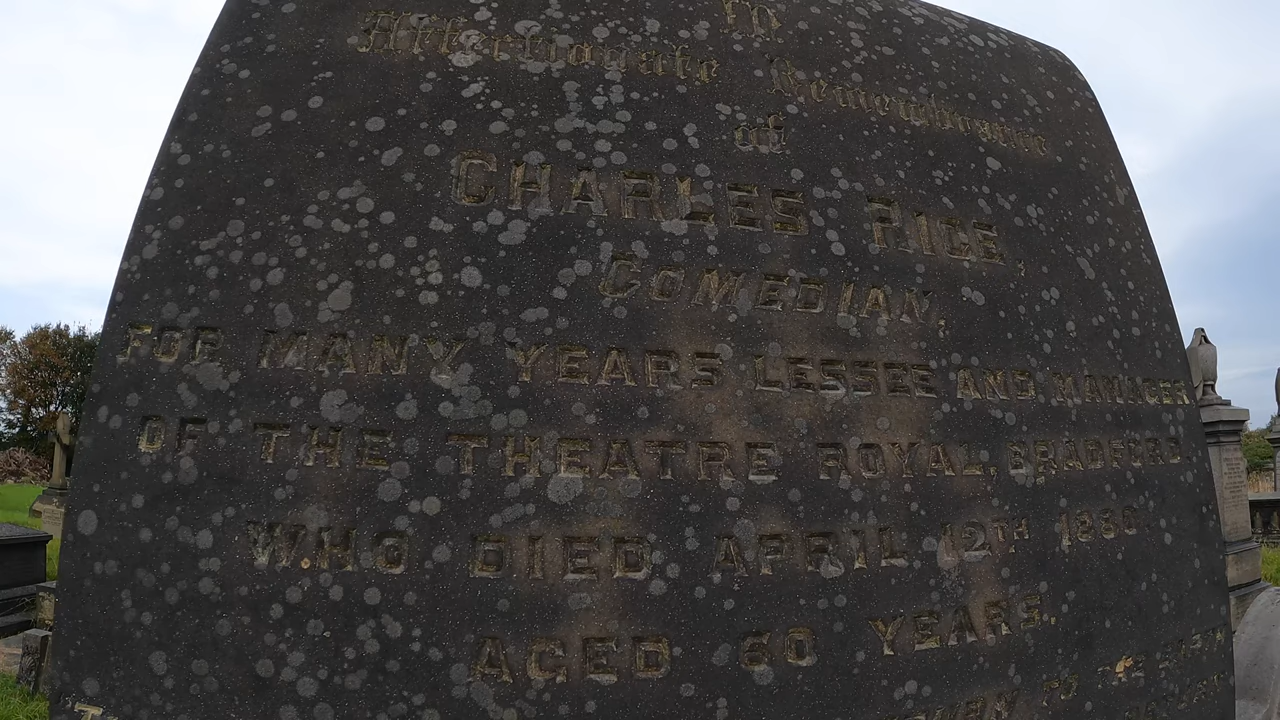 In
Affectionate Remembrance
of
CHARLES RICE,
COMEDIAN,
FOR MANY YEARS LESSEE AND MANAGER
OF THE THEATRE ROYAL, BRADFORD
WHO DIED APRIL 12TH 1880
AGED 60 YEARS.